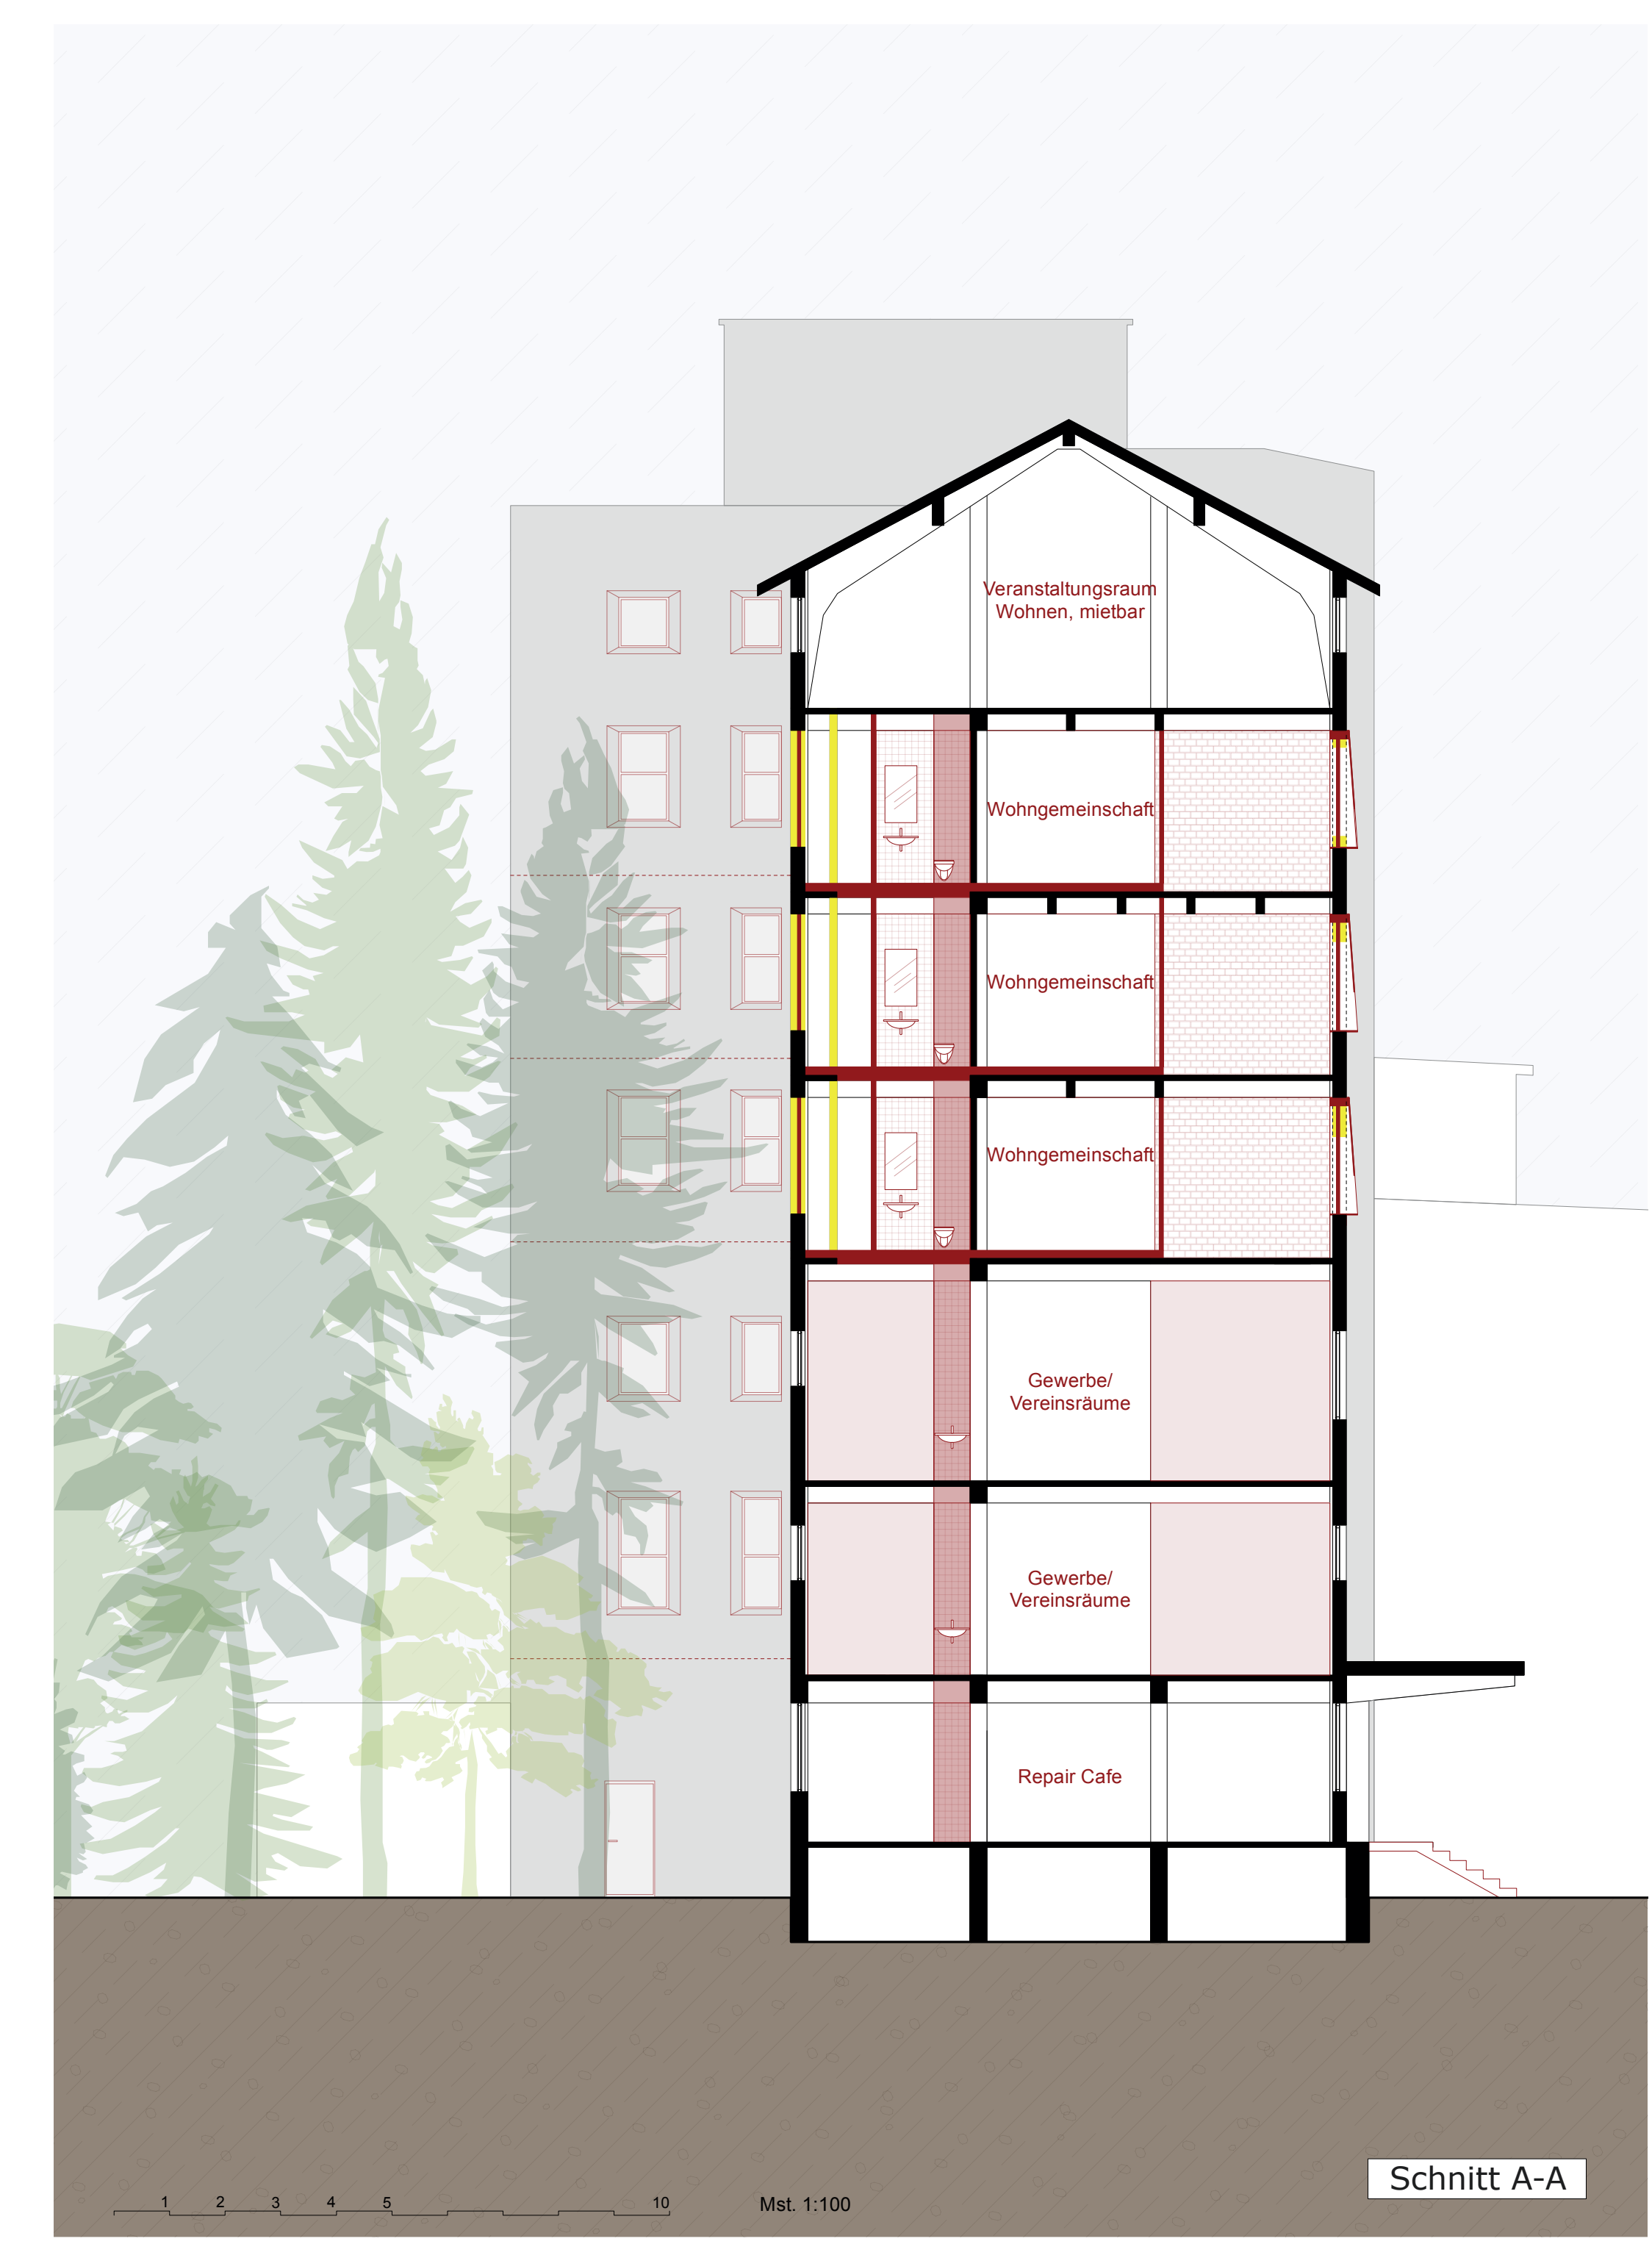 Veranstaltungsraum
Wohnen, mietbar
Wohngemeinschaft
Wohngemeinschaft
Wohngemeinschaft
Gewerbe/
Vereinsräume
Gewerbe/
Vereinsräume
Repair Cafe
Schnitt A-A
1 2 3 4 5 10
Mst. 1:100